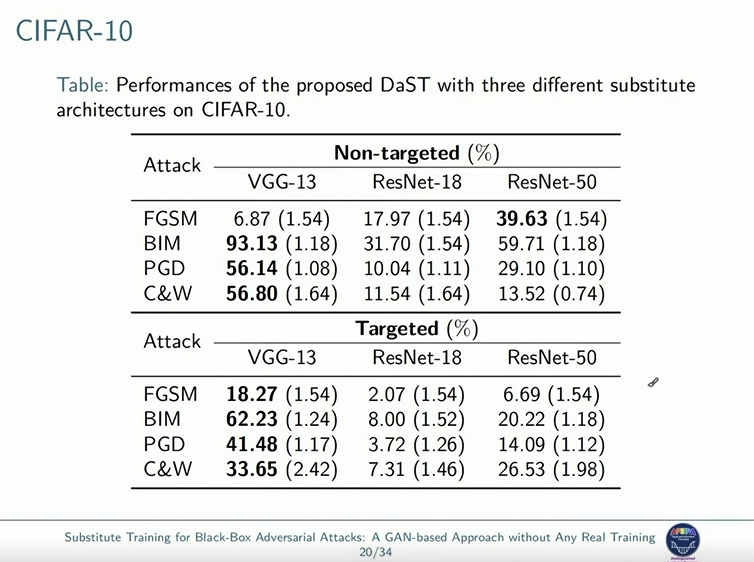 CIFAR-10
Table: Performances of the proposed DaST with three different substitute
architectures on CIFAR-10.
Attack Non-targeted (%)
VGG-13 ResNet-18 ResNet-50
FGSM 6.87 (1.54) 17.97 (1.54) 39.63 (1.54)
BIM 93.13 (1.18) 31.70 (1.54) 59.71 (1.18)
PGD 56.14 (1.08) 10.04 (1.11) 29.10 (1.10)
C&W 56.80 (1.64) 11.54 (1.64) 13.52 (0.74)
Attack Targeted (%)
VGG-13 ResNet-18 ResNet-50
FGSM 18.27 (1.54) 2.07 (1.54) 6.69 (1.54)
BIM 62.23 (1.24) 8.00 (1.52) 20.22 (1.18)
PGD 41.48 (1.17) 3.72 (1.26) 14.09 (1.12)
C&W 33.65 (2.42) 7.31 (1.46) 26.53 (1.98)
Substitute Training for Black-Box Adversarial Attacks: A GAN-based Approach without Any Real Training
20/34